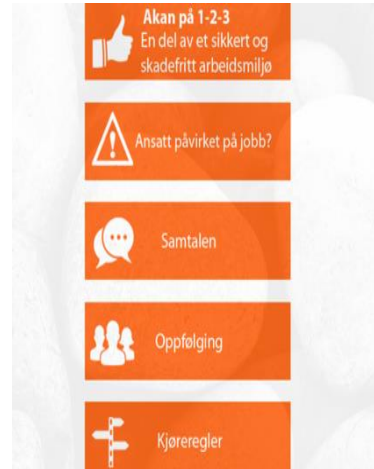 Akan på 1-2-3
En del av et sikkert og
skadefritt arbeidsmiljø
Ansatt påvirket på jobb?
Samtalen
Oppfølging
Kjøreregler